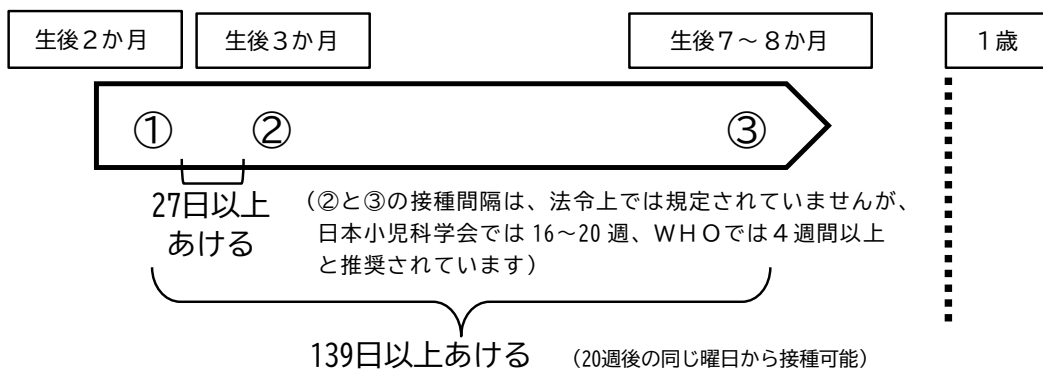 生後２か月
生後３か月
生後７～８か月
１歳
①
②
③
27日以上
あける
（②と③の接種間隔は、法令上では規定されていませんが、
日本小児科学会では 16～20 週、ＷＨＯでは４週間以上
と推奨されています）
139日以上あける （20週後の同じ曜日から接種可能）